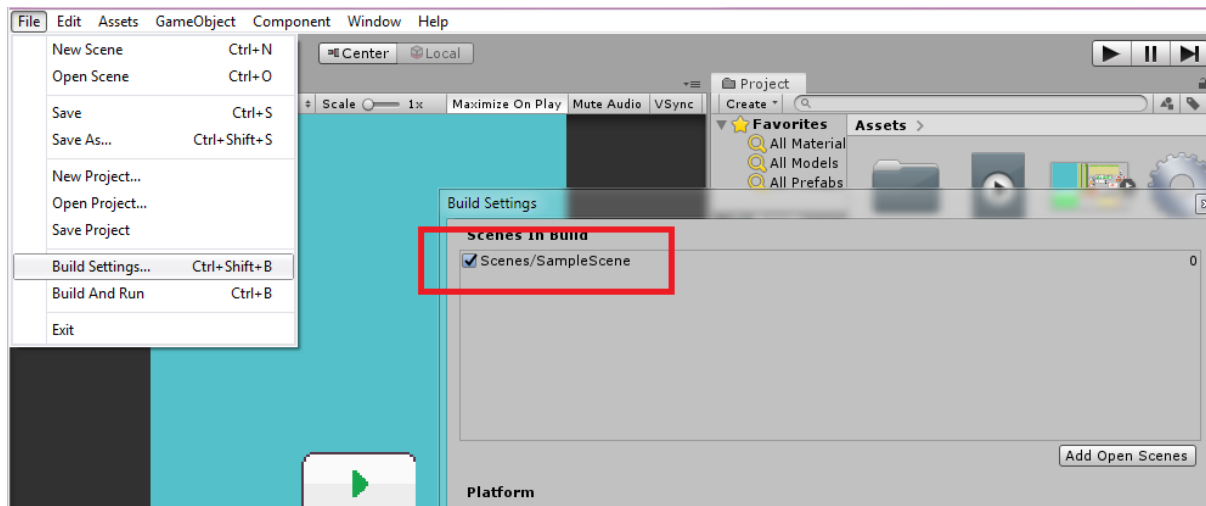 File Edit Assets GameObject Component Window Help
New Scene Ctrl+N
Open Scene Ctrl+O
Save Ctrl+S
Save As... Ctrl+Shift+S
New Project...
Open Project...
Save Project
Build Settings... Ctrl+Shift+B
Build And Run Ctrl+B
Exit
Center Local
Scale 1x Maximize On Play Mute Audio VSync
Project
Create
Favorites
All Material
All Models
All Prefabs
Assets >
Build Settings
Scenes In Build
Scenes/SampleScene 0
Add Open Scenes
Platform